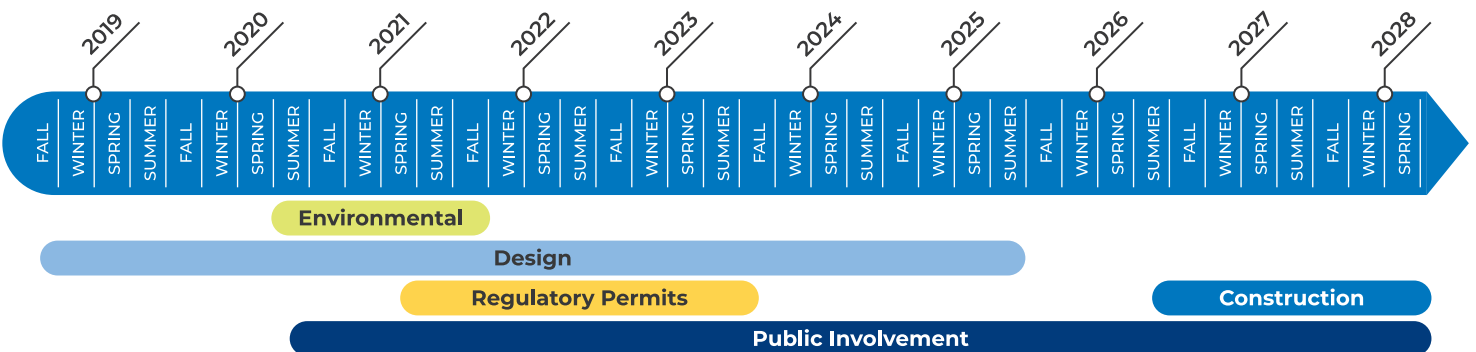 2019 2020 2021 2022 2023 2024 2025 2026 2027 2028
FALL WINTER SPRING SUMMER FALL WINTER SPRING SUMMER FALL WINTER SPRING SUMMER FALL WINTER SPRING SUMMER FALL WINTER SPRING SUMMER FALL WINTER SPRING SUMMER FALL WINTER SPRING SUMMER FALL WINTER SPRING SUMMER FALL WINTER SPRING SUMMER FALL WINTER SPRING
Environmental
Design
Regulatory Permits Construction
Public Involvement